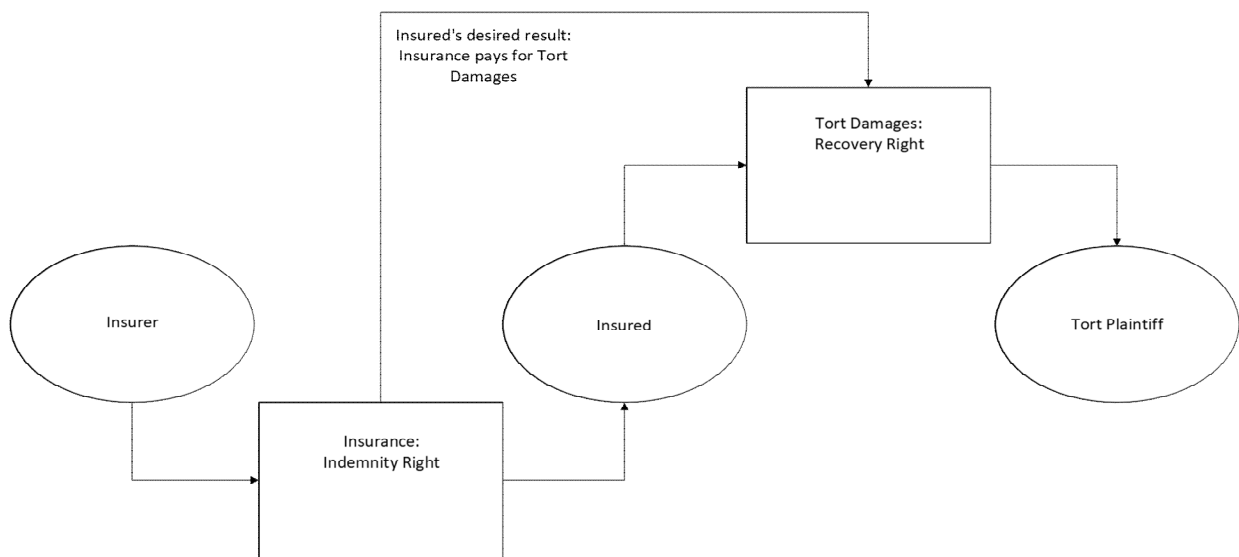 Insured's desired result:
Insurance pays for Tort
Damages
Tort Damages:
Recovery Right
Insurer
Insured
Tort Plaintiff
Insurance:
Indemnity Right